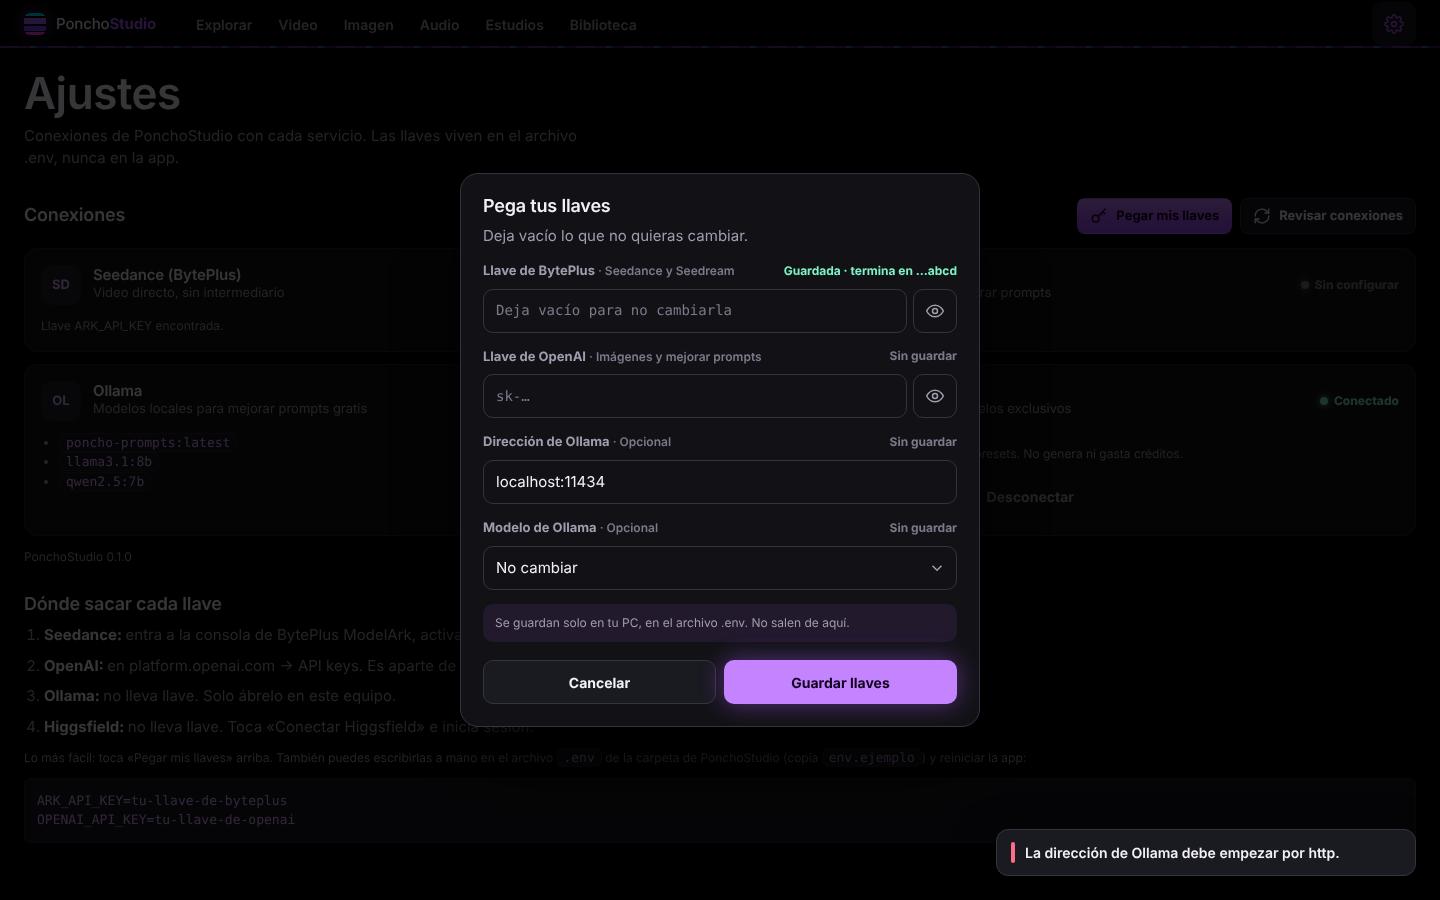 PonchoStudio
Explorar
Video
Imagen
Audio
Estudios
Biblioteca
Ajustes
Conexiones de PonchoStudio con cada servicio. Las llaves viven en el archivo
.env, nunca en la app.
Conexiones
Pegar mis llaves
Revisar conexiones
SD
Seedance (BytePlus)
Video directo, sin intermediario
Llave ARK_API_KEY encontrada.
prompts
Sin configurar
OL
Ollama
Modelos locales para mejorar prompts gratis
• poncho-prompts:latest
• llama3.1:8b
• qwen2.5:7b
exclusivos
Conectado
No genera ni gasta créditos.
Desconectar
PonchoStudio 0.1.0
Pega tus llaves
Deja vacío lo que no quieras cambiar.
Llave de BytePlus · Seedance y Seedream
Guardada · termina en …abcd
Deja vacío para no cambiarla
Llave de OpenAI · Imágenes y mejorar prompts
Sin guardar
sk-…
Dirección de Ollama · Opcional
Sin guardar
localhost:11434
Modelo de Ollama · Opcional
Sin guardar
No cambiar
Se guardan solo en tu PC, en el archivo .env. No salen de aquí.
Cancelar
Guardar llaves
Dónde sacar cada llave
1. Seedance: entra a la consola de BytePlus ModelArk,
2. OpenAI: en platform.openai.com → API keys. Es aparte de
3. Ollama: no lleva llave. Solo ábrelo en este equipo.
4. Higgsfield: no lleva llave. Toca «Conectar Higgsfield» e inicia sesión.
Lo más fácil: toca «Pegar mis llaves» arriba. También puedes escribirlas a mano en el archivo .env de la carpeta de PonchoStudio (copia env.ejemplo) y reiniciar la app:
ARK_API_KEY=tu-llave-de-byteplus
OPENAI_API_KEY=tu-llave-de-openai
La dirección de Ollama debe empezar por http.